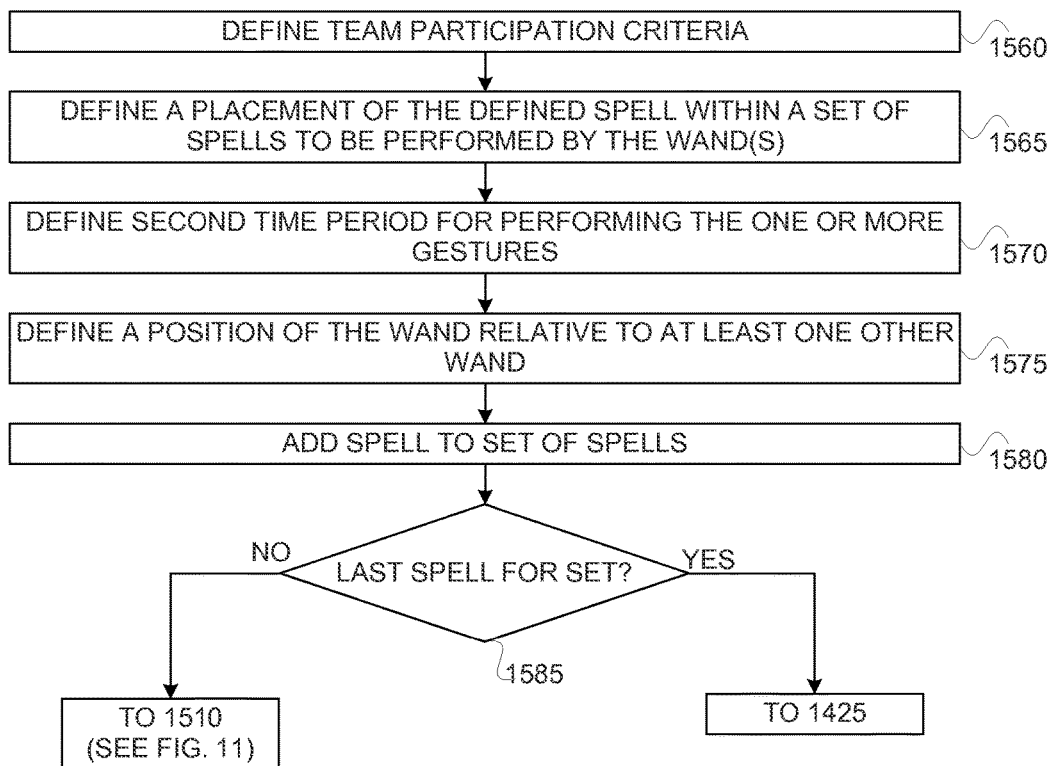 DEFINE TEAM PARTICIPATION CRITERIA
1560
DEFINE A PLACEMENT OF THE DEFINED SPELL WITHIN A SET OF
SPELLS TO BE PERFORMED BY THE WAND(S)
1565
DEFINE SECOND TIME PERIOD FOR PERFORMING THE ONE OR MORE
GESTURES
1570
DEFINE A POSITION OF THE WAND RELATIVE TO AT LEAST ONE OTHER
WAND
1575
ADD SPELL TO SET OF SPELLS
1580
NO
LAST SPELL FOR SET?
YES
1585
TO 1510
(SEE FIG. 11)
TO 1425